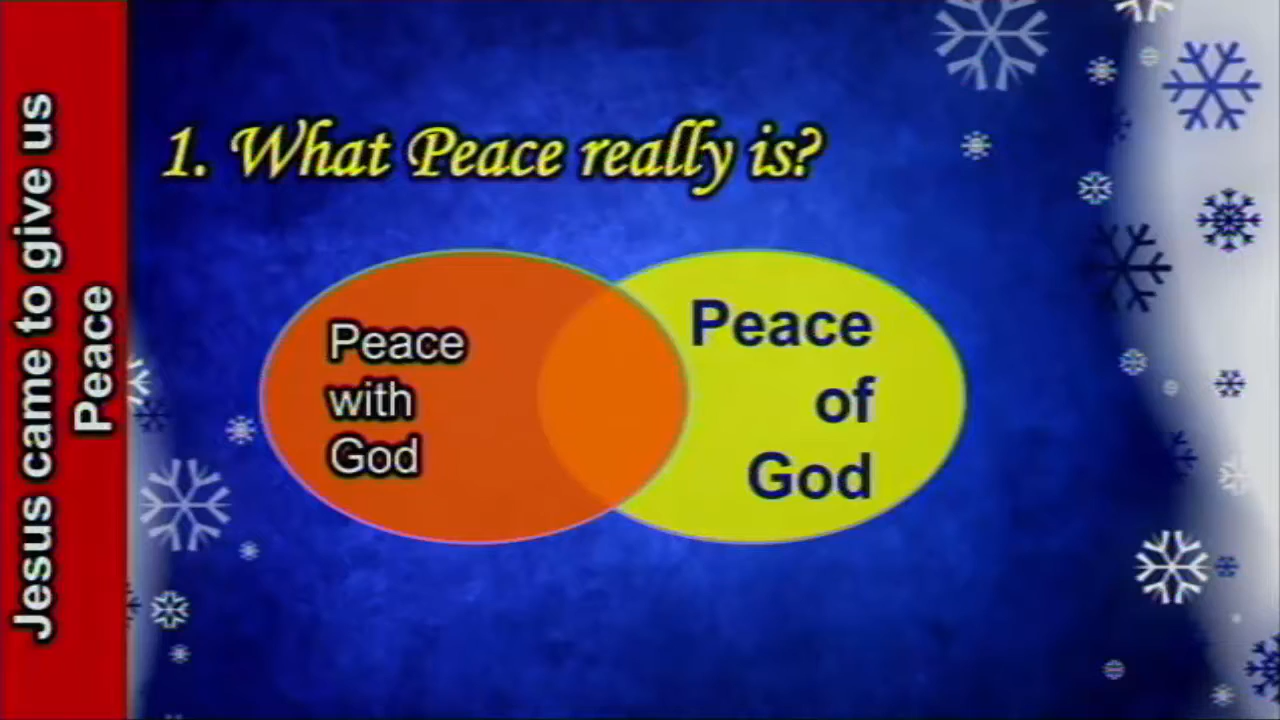 Jesus came to give us
Peace
1. What Peace really is?
Peace
with
God
Peace
of
God